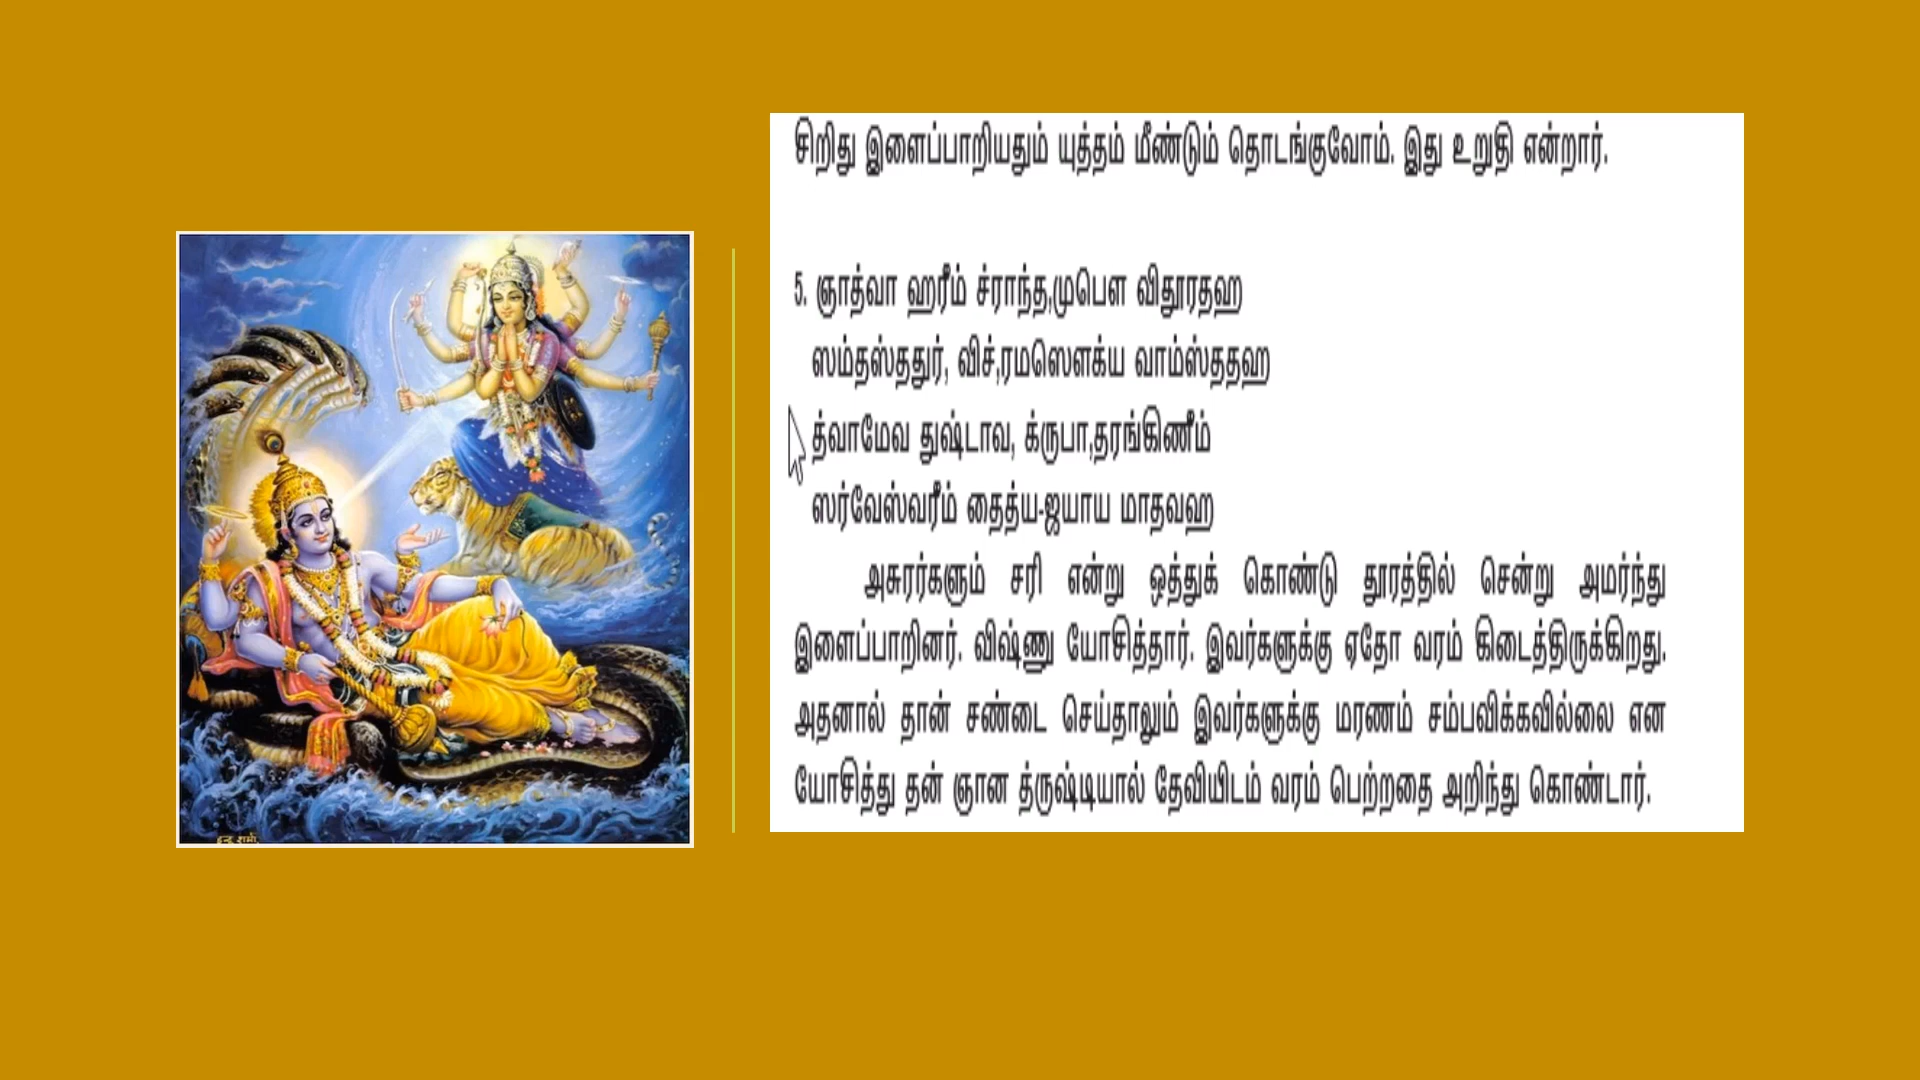 சிறிது இளைப்பாறியதும் யுத்தம் மீண்டும் தொடங்குவோம். இது உறுதி என்றார்.
5. ஞாத்வா ஹரீம் ச்ராந்த,முபௌ விதூரதஹ
ஸம்தஸ்ததுர், விச்,ரமஸௌக்ய வாம்ஸ்ததஹ
த்வாமேவ துஷ்டாவ, க்ருபா,தரங்கிணீம்
ஸர்வேஸ்வரீம் தைத்ய-ஜயாய மாதவஹ
அசுரர்களும் சரி என்று ஒத்துக் கொண்டு தூரத்தில் சென்று அமர்ந்து
இளைப்பாறினர். விஷ்ணு யோசித்தார். இவர்களுக்கு ஏதோ வரம் கிடைத்திருக்கிறது.
அதனால் தான் சண்டை செய்தாலும் இவர்களுக்கு மரணம் சம்பவிக்கவில்லை என
யோசித்து தன் ஞான த்ருஷ்டியால் தேவியிடம் வரம் பெற்றதை அறிந்து கொண்டார்.